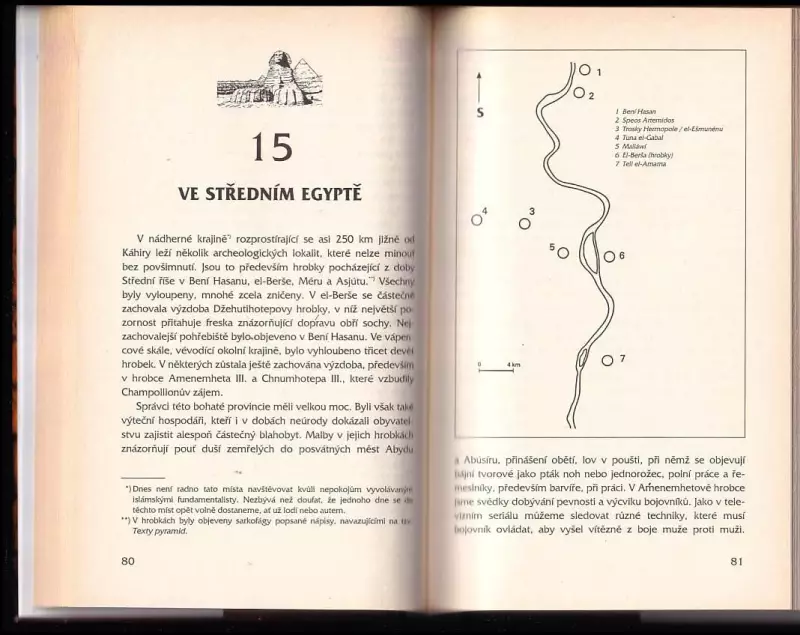 15
VE STŘEDNÍM EGYPTĚ
V nádherné krajině*) rozprostírající se asi 250 km jižně od
Káhiry leží několik archeologických lokalit, které nelze minout
bez povšimnutí. Jsou to především hrobky pocházející z doby
Střední říše v Bení Hasanu, el-Berše, Méru a Asjútu.**) Všechny
byly vyloupeny, mnohé zcela zničeny. V el-Berše se částečně
zachovala výzdoba Džehutihotepovy hrobky, v níž největší po-
zornost přitahuje freska znázorňující dopravu obří sochy. Nej-
zachovalejší pohřebiště bylo objeveno v Bení Hasanu. Ve vápen-
cové skále, vévodící okolní krajině, bylo vyhloubeno třicet devět
hrobek. V některých zůstala ještě zachována výzdoba, především
v hrobce Amenemheta III. a Chnumhotepa III., které vzbudily
Champollionův zájem.
Správci této bohaté provincie měli velkou moc. Byli však také
výteční hospodáři, kteří i v dobách neúrody dokázali obyvatel-
stvu zajistit alespoň částečný blahobyt. Malby v jejich hrobkách
znázorňují pouť duší zemřelých do posvátných měst Abydu
*) Dnes není radno tato místa navštěvovat kvůli nepokojům vyvolávaným
islámskými fundamentalisty. Nezbývá než doufat, že jednoho dne se do
těchto míst opět volně dostaneme, ať už lodí nebo autem.
**) V hrobkách byly objeveny sarkofágy popsané nápisy, navazujícími na
Texty pyramid.
80
S
1
2
3
4
5
6
7
0 4 km
1 Bení Hasan
2 Speos Artemidos
3 Trosky Hermopole / el-Ešmunénu
4 Tuna el-Gabal
5 Mallawí
6 El-Berša (hrobky)
7 Tell el-Amarna
a Abúsíru, přinášení obětí, lov v poušti, při němž se objevují
bájní tvorové jako pták noh nebo jednorožec, polní práce a ře-
meslníky, především barvíře, při práci. V Amenemhetově hrobce
jsme svědky dobývání pevnosti a výcviku bojovníků. Jako v tele-
vizním seriálu můžeme sledovat různé techniky, které musí
bojovník ovládat, aby vyšel vítězně z boje muže proti muži.
81